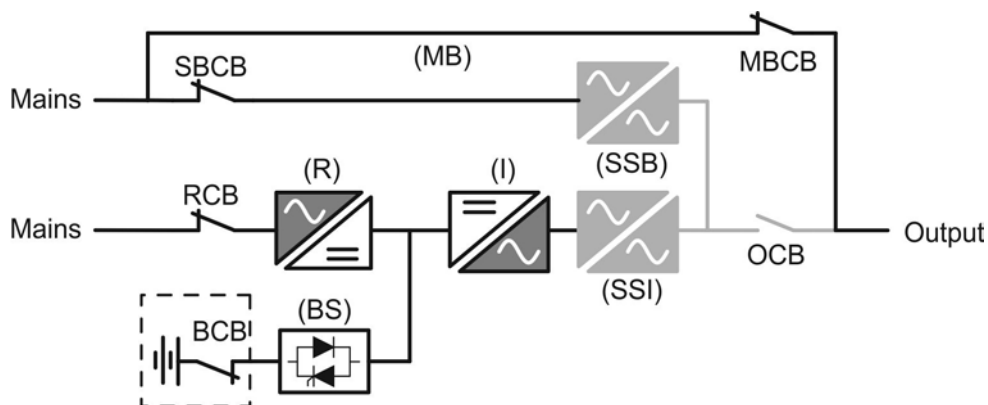 (MB)
MBCB
SBCB
Mains
(SSB)
(R)
(I)
RCB
Mains
Output
OCB
(SSI)
(BS)
BCB